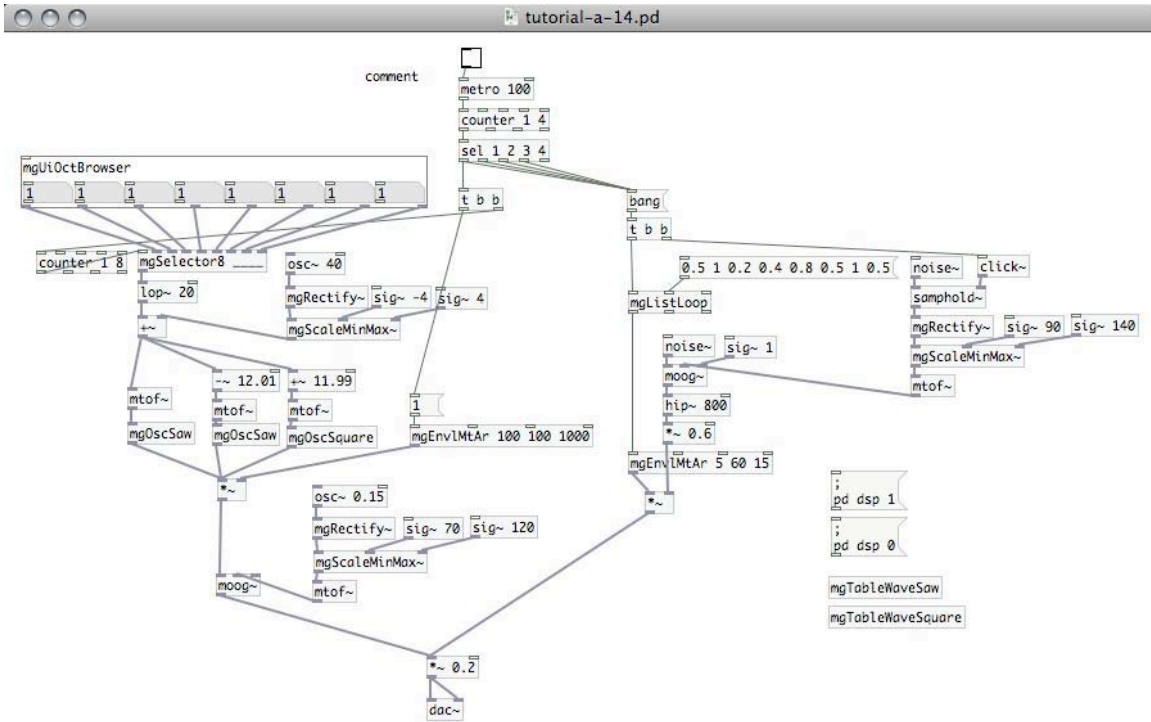 tutorial-a-14.pd
comment
metro 100
counter 1 4
sel 1 2 3 4
mgUiOctBrowser
1 1 1 1 1 1 1 1
t b b
bang
t b b
counter 1 8
mgSelector8 ____
osc~ 40
0.5 1 0.2 0.4 0.8 0.5 1 0.5
noise~
click~
lop~ 20
mgRectify~
sig~ -4
sig~ 4
mgListLoop
samphold~
+~
mgScaleMinMax~
mgRectify~
sig~ 90
sig~ 140
noise~
sig~ 1
mgScaleMinMax~
-~ 12.01
+~ 11.99
moog~
mtof~
mtof~
mtof~
mtof~
1
hip~ 800
mgOscSaw
mgOscSaw
mgOscSquare
mgEnvlMtAr 100 100 1000
*~ 0.6
mgEnvlMtAr 5 60 15
*~
osc~ 0.15
*~
;
pd dsp 1
mgRectify~
sig~ 70
sig~ 120
;
pd dsp 0
mgScaleMinMax~
moog~
mtof~
mgTableWaveSaw
mgTableWaveSquare
*~ 0.2
dac~